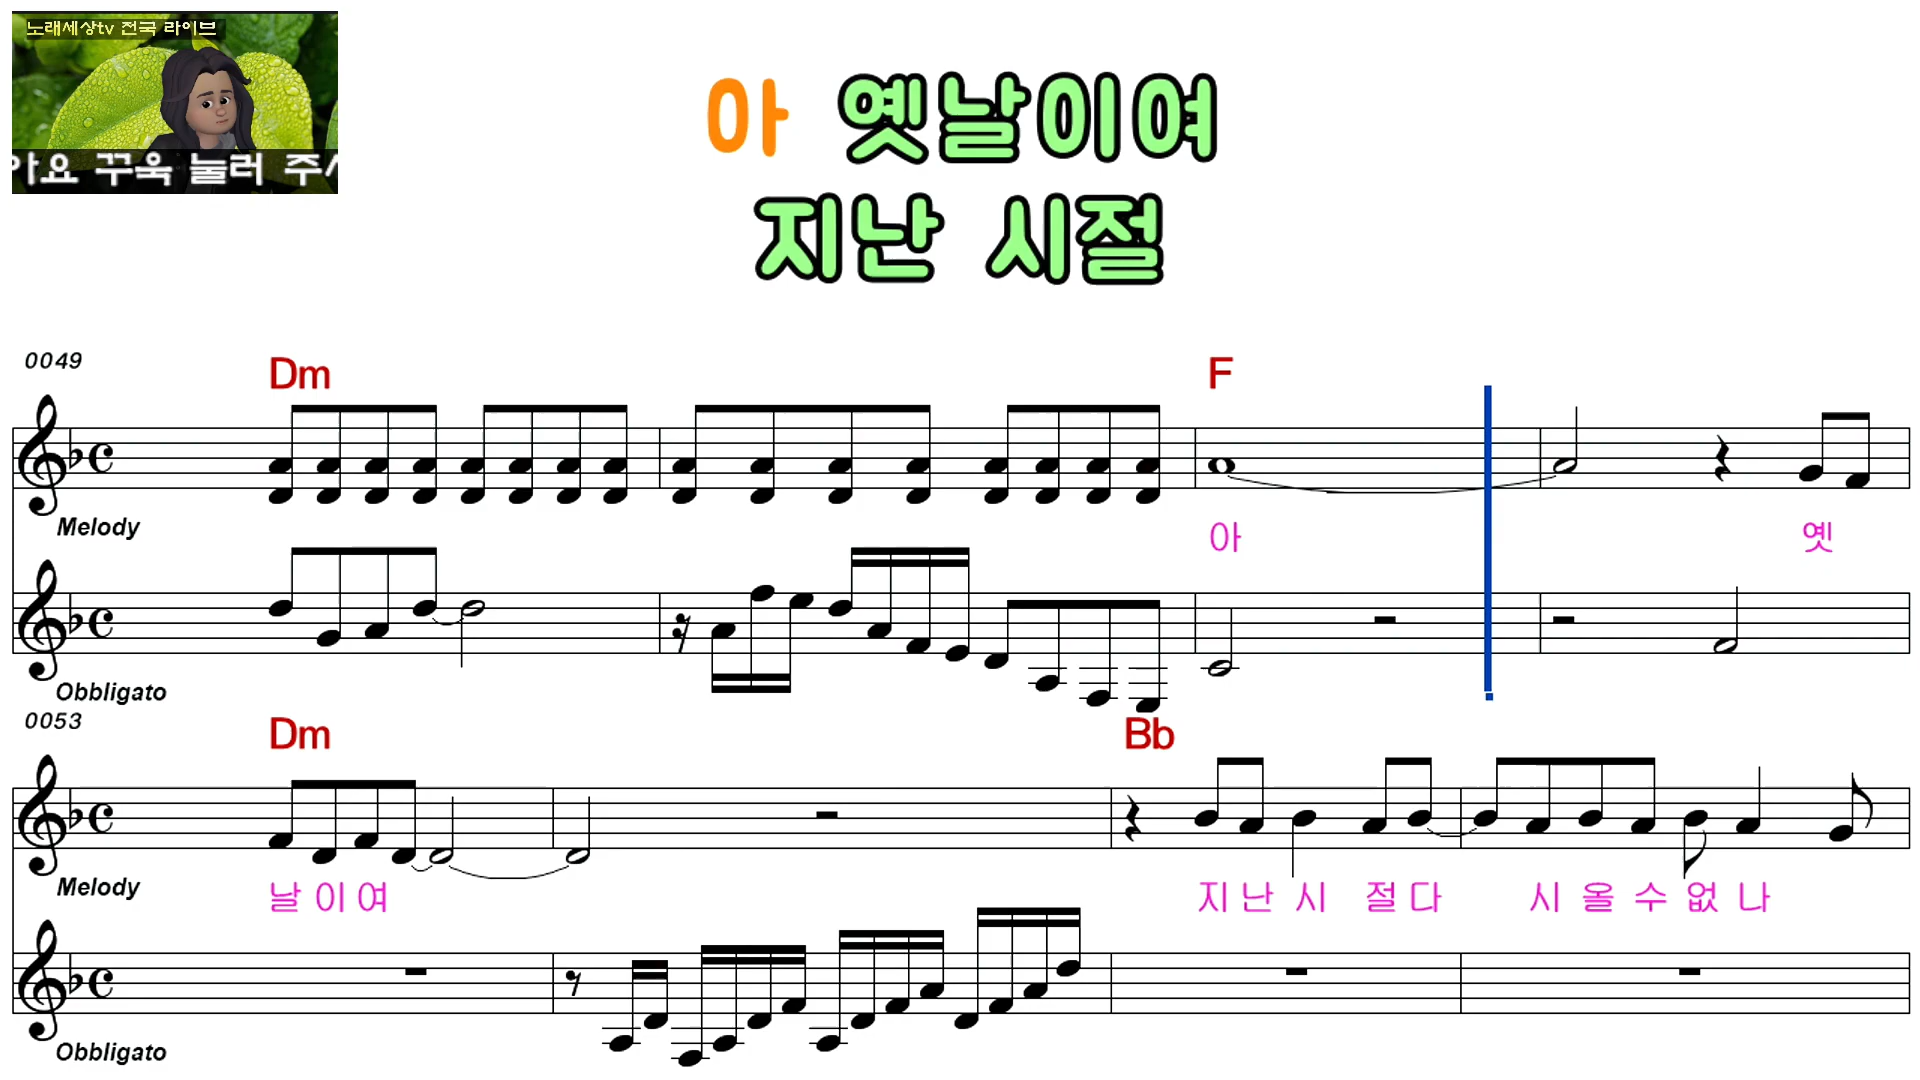 노래세상tv 전국 라이브
아요 꾸욱 눌러 주
아 옛날이여
지난 시절
0049
Dm F
Melody
아 옛
Obbligato
0053
Dm Bb
Melody
날 이 여 지 난 시 절 다 시 올 수 없 나
Obbligato